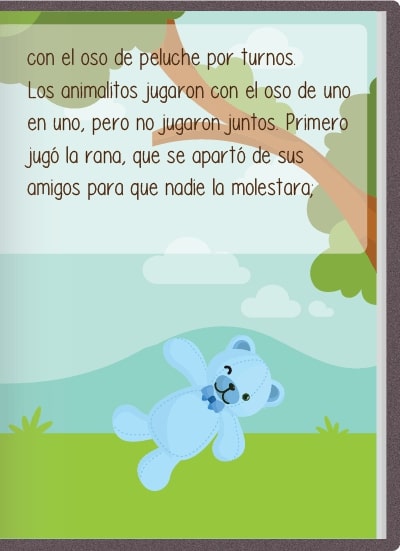 con el oso de peluche por turnos.
Los animalitos jugaron con el oso de uno
en uno, pero no jugaron juntos. Primero
jugó la rana, que se apartó de sus
amigos para que nadie la molestara;